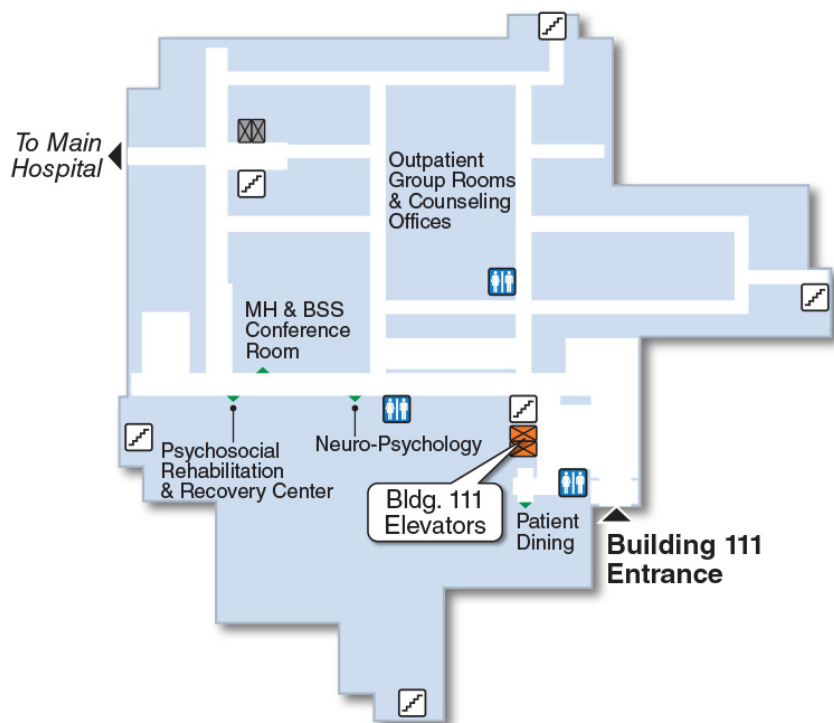 To Main
Hospital
Outpatient
Group Rooms
& Counseling
Offices
MH & BSS
Conference
Room
Psychosocial
Rehabilitation
& Recovery Center
Neuro-Psychology
Bldg. 111
Elevators
Patient
Dining
Building 111
Entrance